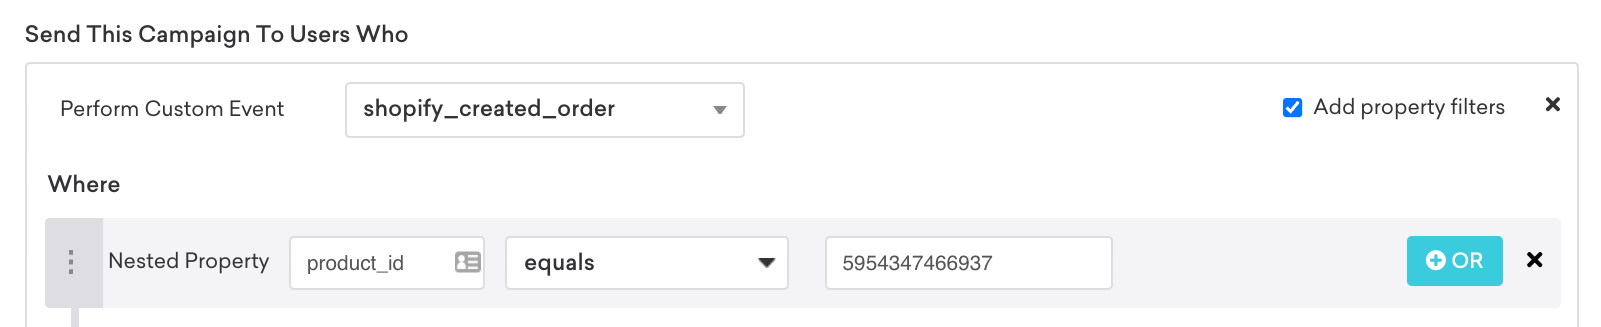 Send This Campaign To Users Who
Perform Custom Event shopify_created_order Add property filters
Where
Nested Property product_id equals 5954347466937 OR